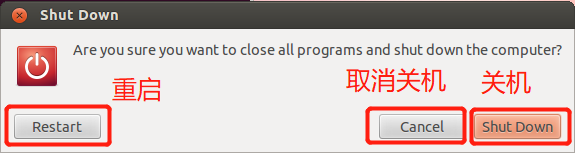 Shut Down
Are you sure you want to close all programs and shut down the computer?
重启
取消关机
关机
Restart
Cancel
Shut Down